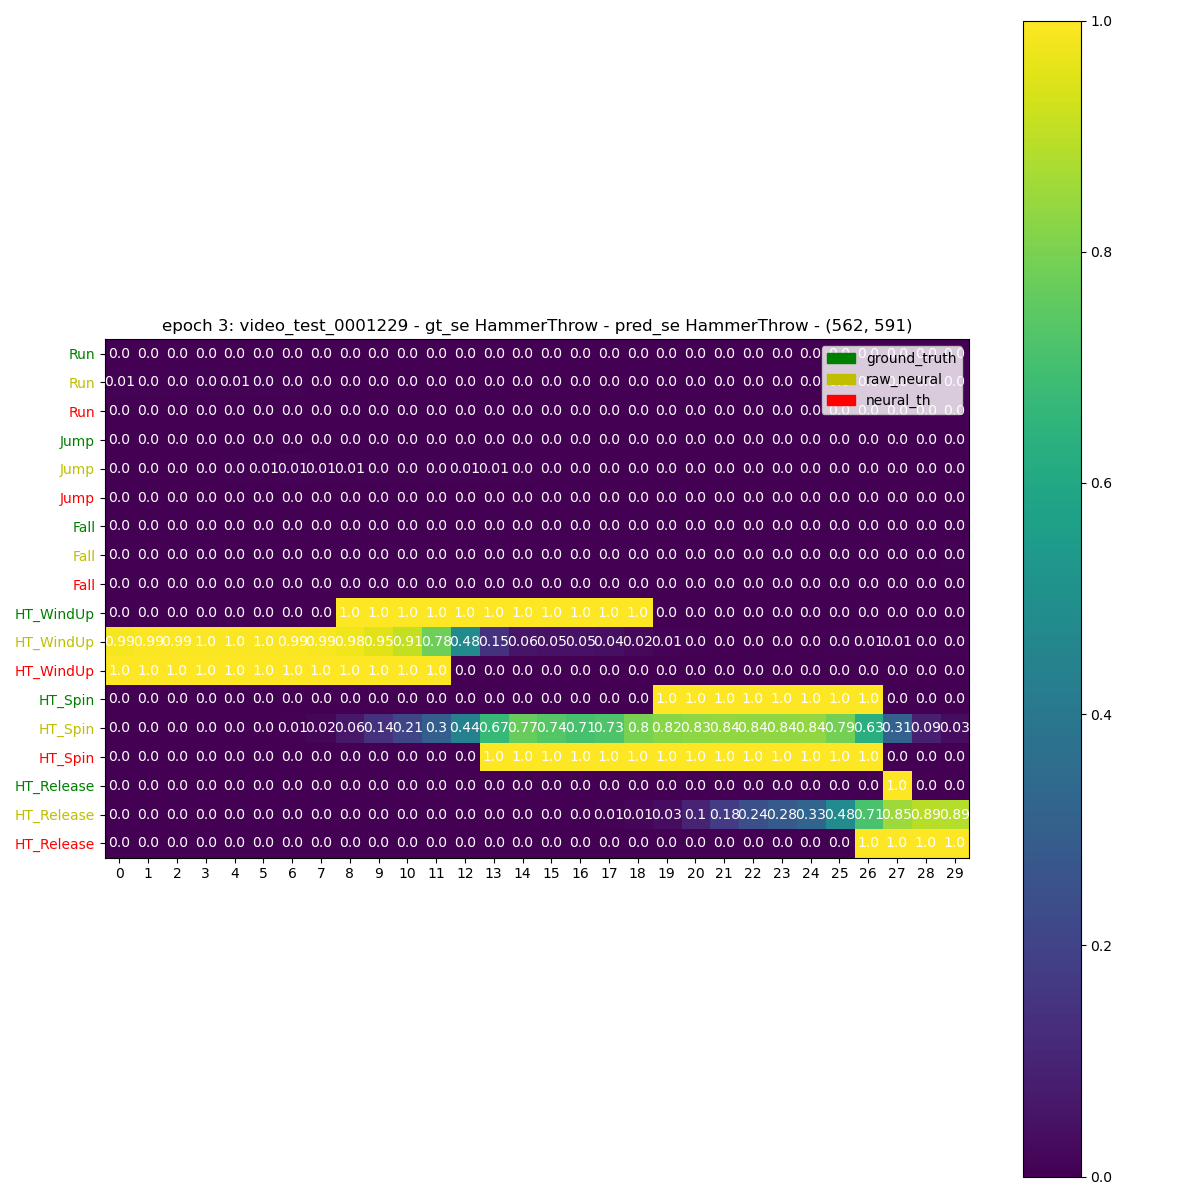 1.0
0.8
0.6
0.4
0.2
0.0
epoch 3: video_test_0001229 - gt_se HammerThrow - pred_se HammerThrow - (562, 591)
ground_truth
raw_neural
neural_th
Run 0.0 0.0 0.0 0.0 0.0 0.0 0.0 0.0 0.0 0.0 0.0 0.0 0.0 0.0 0.0 0.0 0.0 0.0 0.0 0.0 0.0 0.0 0.0 0.0 0.0
Run 0.01 0.0 0.0 0.0 0.01 0.0 0.0 0.0 0.0 0.0 0.0 0.0 0.0 0.0 0.0 0.0 0.0 0.0 0.0 0.0 0.0 0.0 0.0 0.0 0.0
Run 0.0 0.0 0.0 0.0 0.0 0.0 0.0 0.0 0.0 0.0 0.0 0.0 0.0 0.0 0.0 0.0 0.0 0.0 0.0 0.0 0.0 0.0 0.0 0.0 0.0
Jump 0.0 0.0 0.0 0.0 0.0 0.0 0.0 0.0 0.0 0.0 0.0 0.0 0.0 0.0 0.0 0.0 0.0 0.0 0.0 0.0 0.0 0.0 0.0 0.0 0.0 0.0 0.0 0.0 0.0 0.0
Jump 0.0 0.0 0.0 0.0 0.0 0.01 0.01 0.01 0.01 0.0 0.0 0.0 0.01 0.01 0.0 0.0 0.0 0.0 0.0 0.0 0.0 0.0 0.0 0.0 0.0 0.0 0.0 0.0 0.0 0.0
Jump 0.0 0.0 0.0 0.0 0.0 0.0 0.0 0.0 0.0 0.0 0.0 0.0 0.0 0.0 0.0 0.0 0.0 0.0 0.0 0.0 0.0 0.0 0.0 0.0 0.0 0.0 0.0 0.0 0.0 0.0
Fall 0.0 0.0 0.0 0.0 0.0 0.0 0.0 0.0 0.0 0.0 0.0 0.0 0.0 0.0 0.0 0.0 0.0 0.0 0.0 0.0 0.0 0.0 0.0 0.0 0.0 0.0 0.0 0.0 0.0 0.0
Fall 0.0 0.0 0.0 0.0 0.0 0.0 0.0 0.0 0.0 0.0 0.0 0.0 0.0 0.0 0.0 0.0 0.0 0.0 0.0 0.0 0.0 0.0 0.0 0.0 0.0 0.0 0.0 0.0 0.0 0.0
Fall 0.0 0.0 0.0 0.0 0.0 0.0 0.0 0.0 0.0 0.0 0.0 0.0 0.0 0.0 0.0 0.0 0.0 0.0 0.0 0.0 0.0 0.0 0.0 0.0 0.0 0.0 0.0 0.0 0.0 0.0
HT_WindUp 0.0 0.0 0.0 0.0 0.0 0.0 0.0 0.0 1.0 1.0 1.0 1.0 1.0 1.0 1.0 1.0 1.0 1.0 1.0 0.0 0.0 0.0 0.0 0.0 0.0 0.0 0.0 0.0 0.0 0.0
HT_WindUp 0.99 0.99 0.99 1.0 1.0 1.0 0.99 0.99 0.98 0.95 0.91 0.78 0.48 0.15 0.06 0.05 0.05 0.04 0.02 0.01 0.0 0.0 0.0 0.0 0.0 0.0 0.01 0.01 0.0 0.0
HT_WindUp 1.0 1.0 1.0 1.0 1.0 1.0 1.0 1.0 1.0 1.0 1.0 1.0 0.0 0.0 0.0 0.0 0.0 0.0 0.0 0.0 0.0 0.0 0.0 0.0 0.0 0.0 0.0 0.0 0.0 0.0
HT_Spin 0.0 0.0 0.0 0.0 0.0 0.0 0.0 0.0 0.0 0.0 0.0 0.0 0.0 0.0 0.0 0.0 0.0 0.0 0.0 1.0 1.0 1.0 1.0 1.0 1.0 1.0 1.0 0.0 0.0 0.0
HT_Spin 0.0 0.0 0.0 0.0 0.0 0.0 0.01 0.02 0.06 0.14 0.21 0.3 0.44 0.67 0.77 0.74 0.71 0.73 0.8 0.82 0.83 0.84 0.84 0.84 0.84 0.79 0.63 0.31 0.09 0.03
HT_Spin 0.0 0.0 0.0 0.0 0.0 0.0 0.0 0.0 0.0 0.0 0.0 0.0 0.0 1.0 1.0 1.0 1.0 1.0 1.0 1.0 1.0 1.0 1.0 1.0 1.0 1.0 1.0 0.0 0.0 0.0
HT_Release 0.0 0.0 0.0 0.0 0.0 0.0 0.0 0.0 0.0 0.0 0.0 0.0 0.0 0.0 0.0 0.0 0.0 0.0 0.0 0.0 0.0 0.0 0.0 0.0 0.0 0.0 0.0 1.0 0.0 0.0
HT_Release 0.0 0.0 0.0 0.0 0.0 0.0 0.0 0.0 0.0 0.0 0.0 0.0 0.0 0.0 0.0 0.0 0.0 0.01 0.01 0.03 0.1 0.18 0.24 0.28 0.33 0.48 0.71 0.85 0.89 0.89
HT_Release 0.0 0.0 0.0 0.0 0.0 0.0 0.0 0.0 0.0 0.0 0.0 0.0 0.0 0.0 0.0 0.0 0.0 0.0 0.0 0.0 0.0 0.0 0.0 0.0 0.0 0.0 1.0 1.0 1.0 1.0
0 1 2 3 4 5 6 7 8 9 10 11 12 13 14 15 16 17 18 19 20 21 22 23 24 25 26 27 28 29